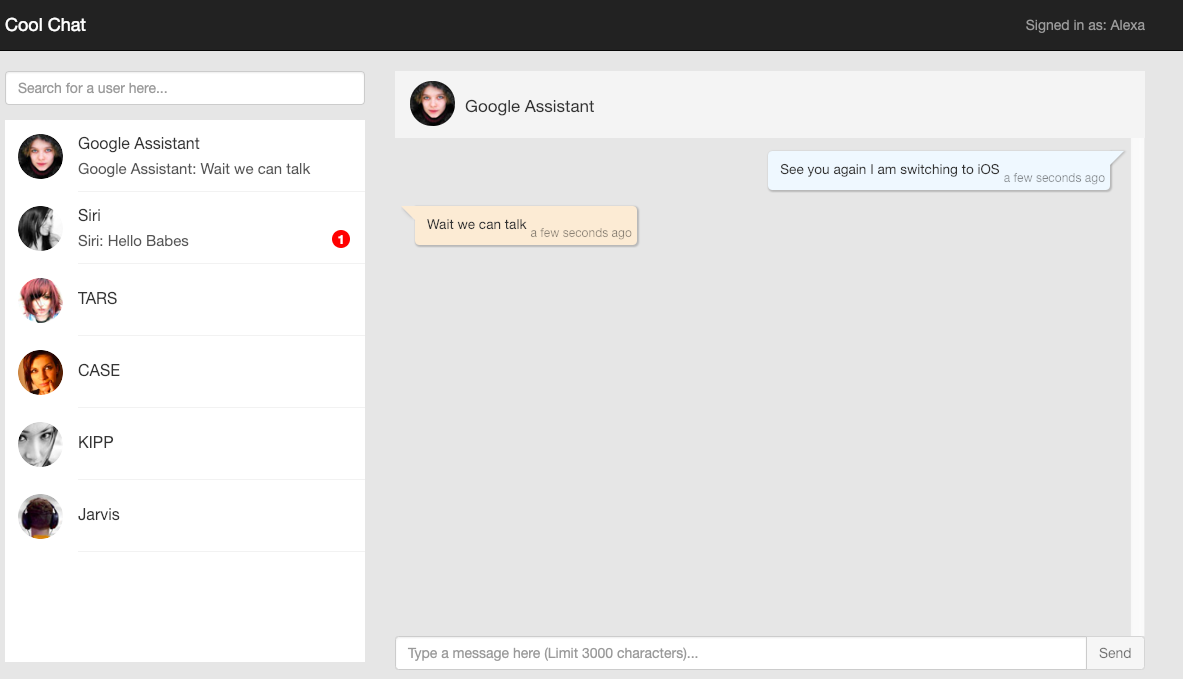 Cool Chat
Signed in as: Alexa
Search for a user here...
Google Assistant
Google Assistant: Wait we can talk
Siri
Siri: Hello Babes
1
TARS
CASE
KIPP
Jarvis
Google Assistant
See you again I am switching to iOS a few seconds ago
Wait we can talk a few seconds ago
Type a message here (Limit 3000 characters)...
Send